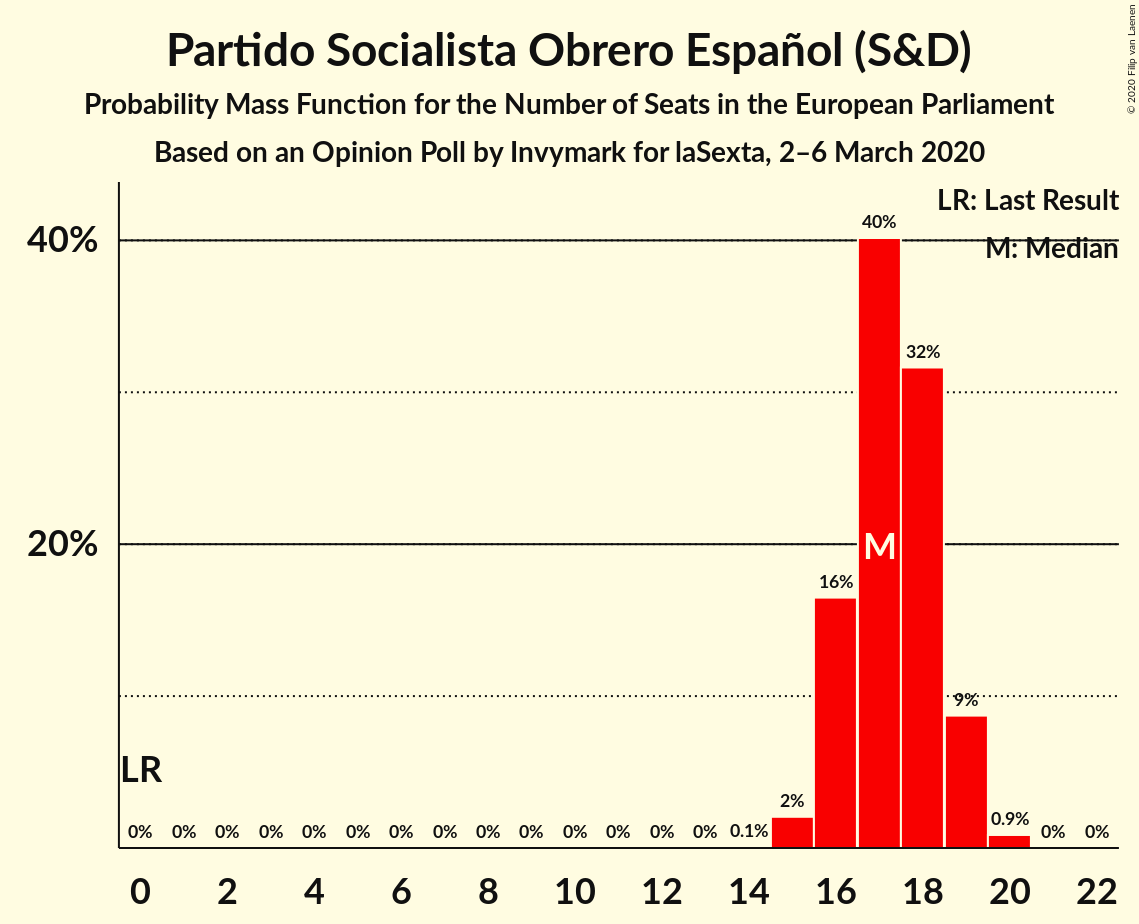 Partido Socialista Obrero Español (S&D)
Probability Mass Function for the Number of Seats in the European Parliament
Based on an Opinion Poll by Invymark for laSexta, 2–6 March 2020
© 2020 Filip van Laenen
LR: Last Result
M: Median
40%
20%
40%
32%
M
16%
9%
LR
2%
0.9%
0% 0% 0% 0% 0% 0% 0% 0% 0% 0% 0% 0% 0% 0% 0.1% 0% 0%
0 2 4 6 8 10 12 14 16 18 20 22